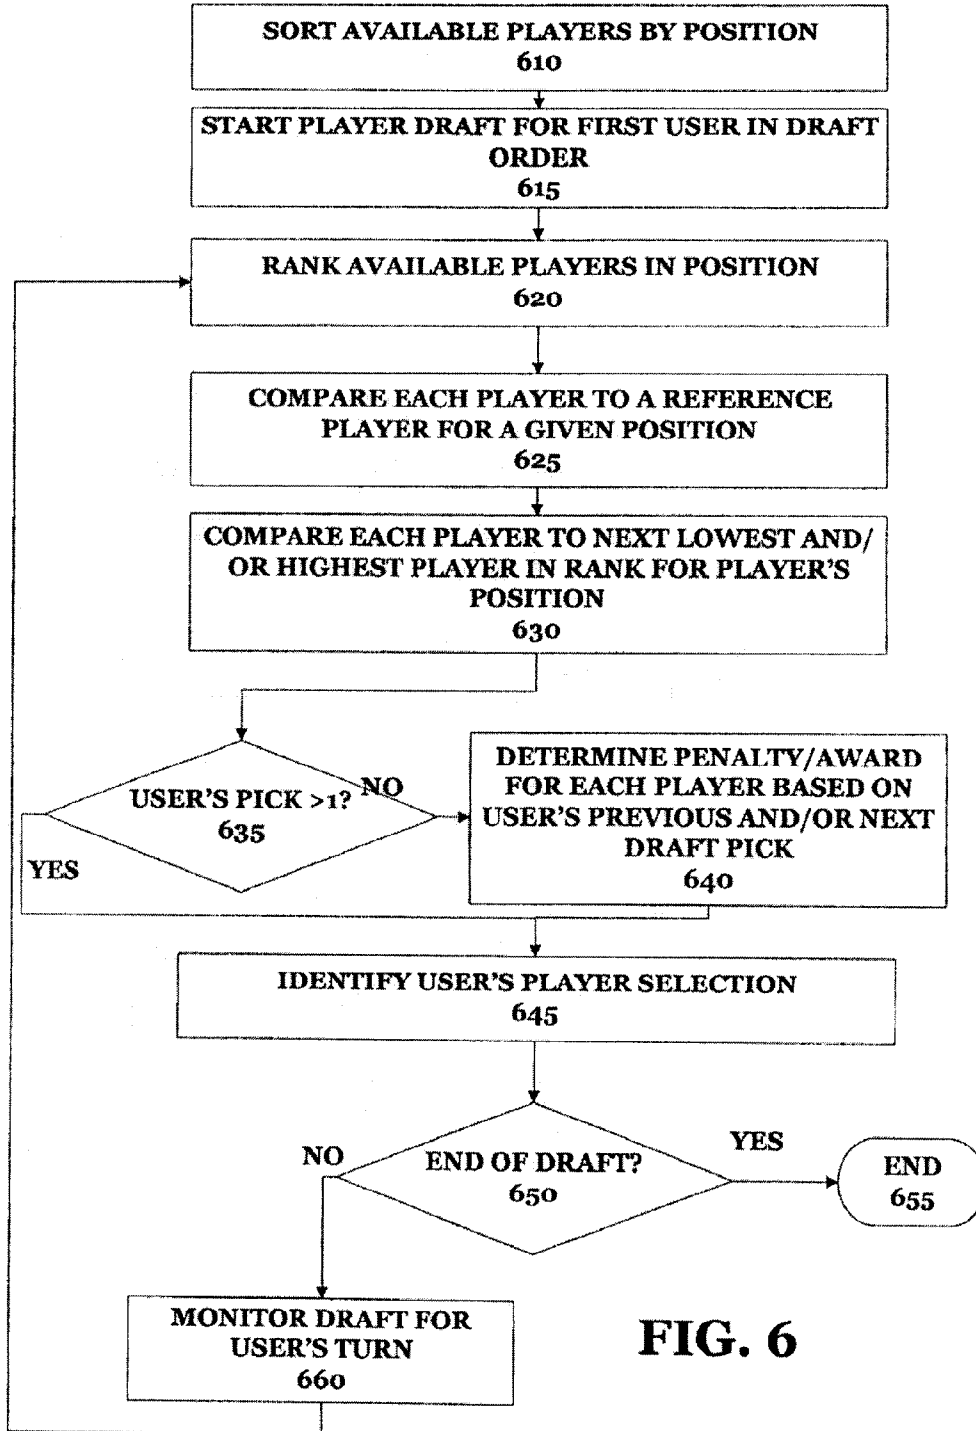 SORT AVAILABLE PLAYERS BY POSITION
610
START PLAYER DRAFT FOR FIRST USER IN DRAFT
ORDER
615
RANK AVAILABLE PLAYERS IN POSITION
620
COMPARE EACH PLAYER TO A REFERENCE
PLAYER FOR A GIVEN POSITION
625
COMPARE EACH PLAYER TO NEXT LOWEST AND/
OR HIGHEST PLAYER IN RANK FOR PLAYER'S
POSITION
630
USER'S PICK >1?
635
NO
YES
DETERMINE PENALTY/AWARD
FOR EACH PLAYER BASED ON
USER'S PREVIOUS AND/OR NEXT
DRAFT PICK
640
IDENTIFY USER'S PLAYER SELECTION
645
NO
END OF DRAFT?
650
YES
END
655
MONITOR DRAFT FOR
USER'S TURN
660
FIG. 6